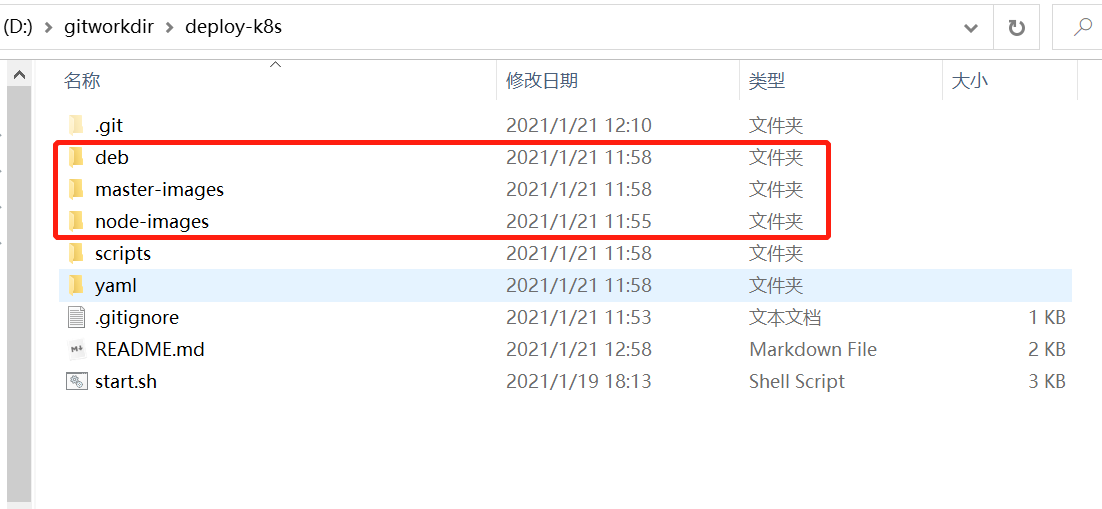 (D:) > gitworkdir > deploy-k8s
名称 修改日期 类型 大小
.git 2021/1/21 12:10 文件夹
deb 2021/1/21 11:58 文件夹
master-images 2021/1/21 11:58 文件夹
node-images 2021/1/21 11:55 文件夹
scripts 2021/1/21 11:58 文件夹
yaml 2021/1/21 11:58 文件夹
.gitignore 2021/1/21 11:53 文本文档 1 KB
README.md 2021/1/21 12:58 Markdown File 2 KB
start.sh 2021/1/19 18:13 Shell Script 3 KB